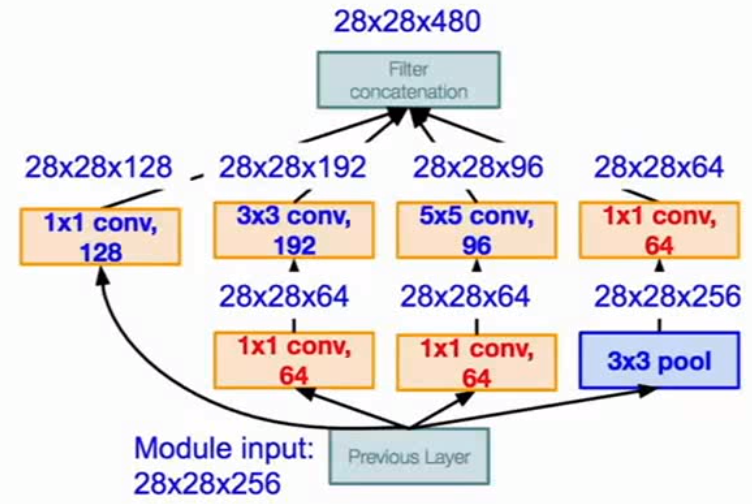 28x28x480
Filter
concatenation
28x28x128
28x28x192
28x28x96
28x28x64
1x1 conv,
128
3x3 conv,
192
5x5 conv,
96
1x1 conv,
64
28x28x64
28x28x64
28x28x256
1x1 conv,
64
1x1 conv,
64
3x3 pool
Module input:
28x28x256
Previous Layer